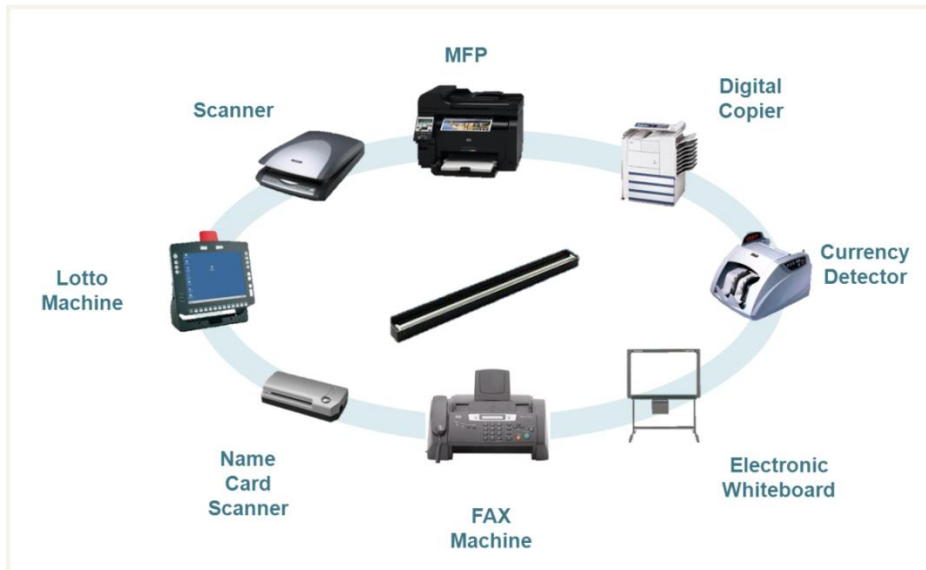 MFP
Scanner
Digital
Copier
Lotto
Machine
Currency
Detector
Name
Card
Scanner
FAX
Machine
Electronic
Whiteboard